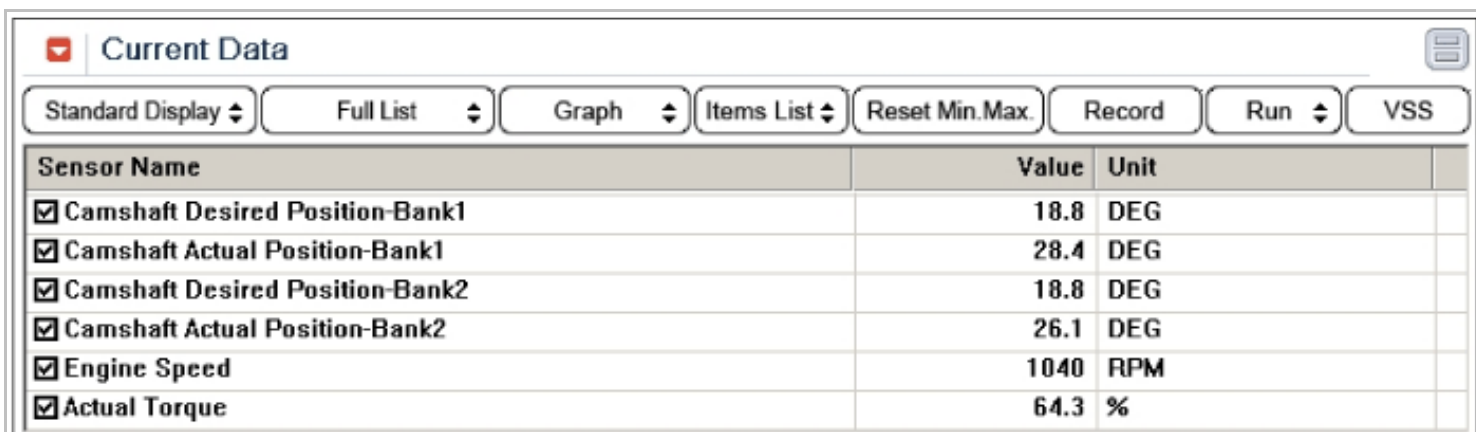 Current Data
Standard Display Full List Graph Items List Reset Min.Max. Record Run VSS
Sensor Name Value Unit
Camshaft Desired Position-Bank1 18.8 DEG
Camshaft Actual Position-Bank1 28.4 DEG
Camshaft Desired Position-Bank2 18.8 DEG
Camshaft Actual Position-Bank2 26.1 DEG
Engine Speed 1040 RPM
Actual Torque 64.3 %